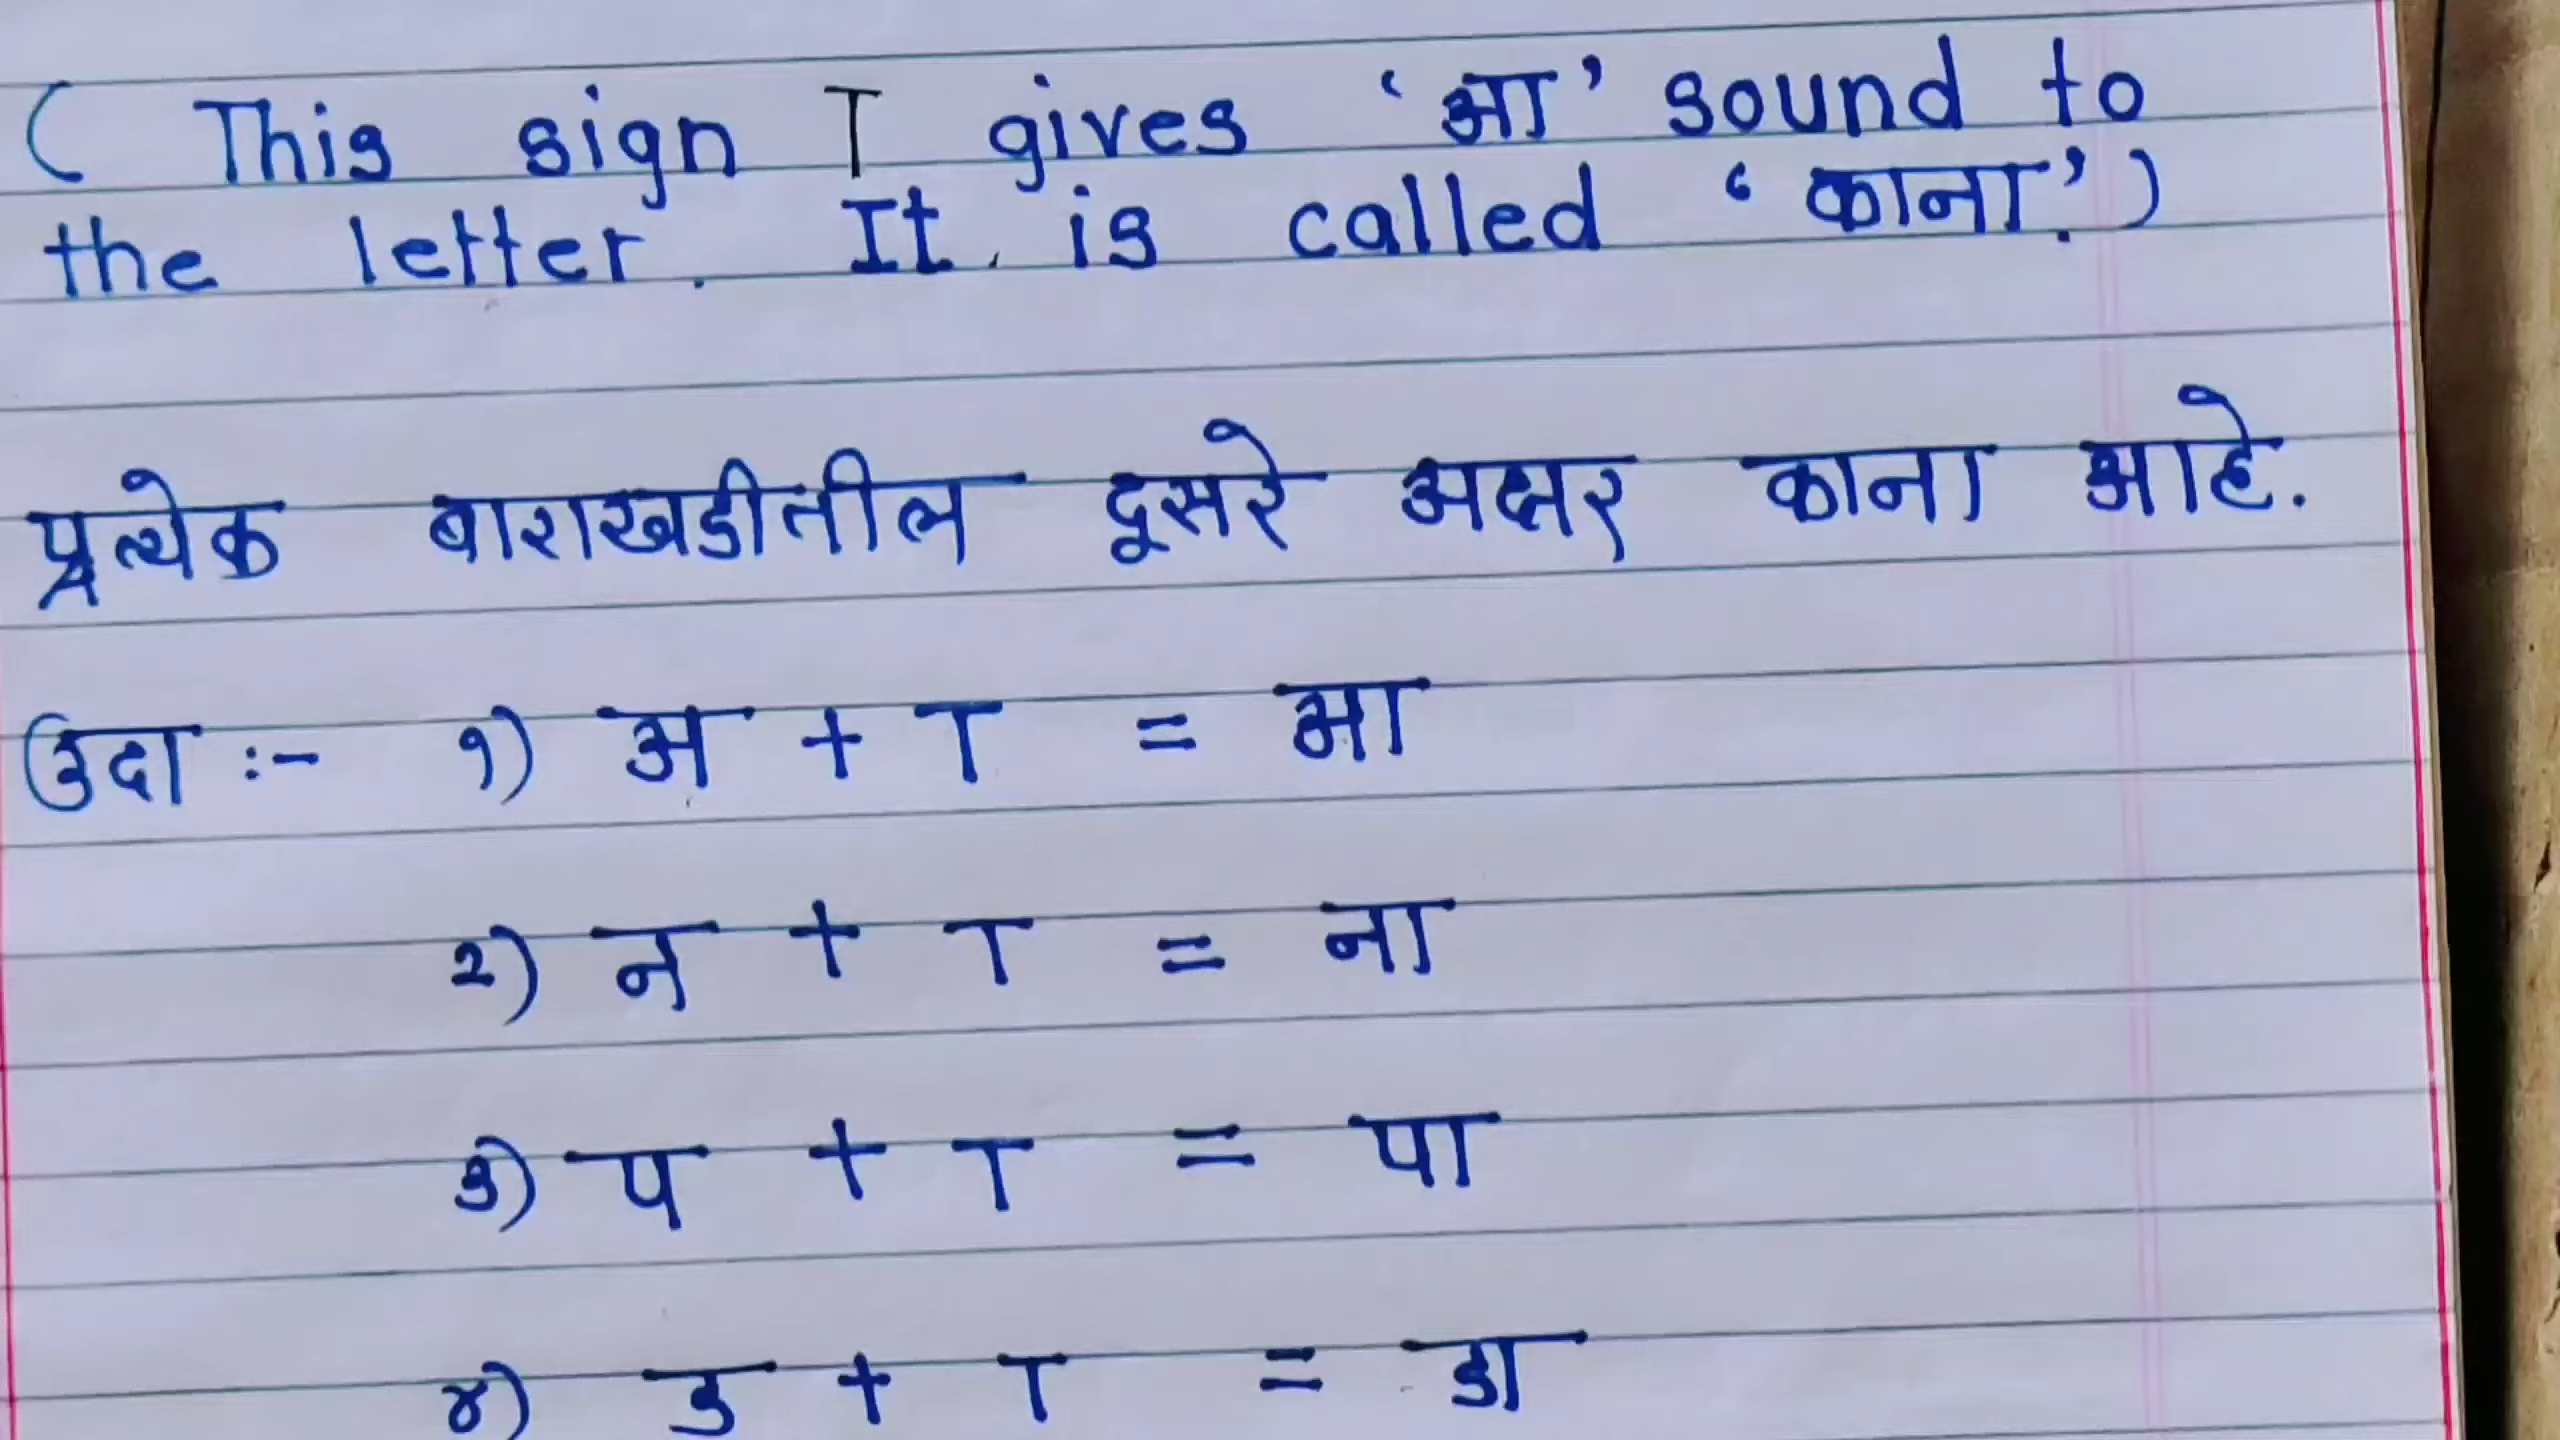 ( This sign ा gives 'आ' sound to
the letter. It is called 'काना.')
प्रत्येक बाराखडीतील दूसरे अक्षर काना आहे.
उदा :- १) अ + ा = आ
२) न + ा = ना
३) प + ा = पा
४) ड + ा = डा